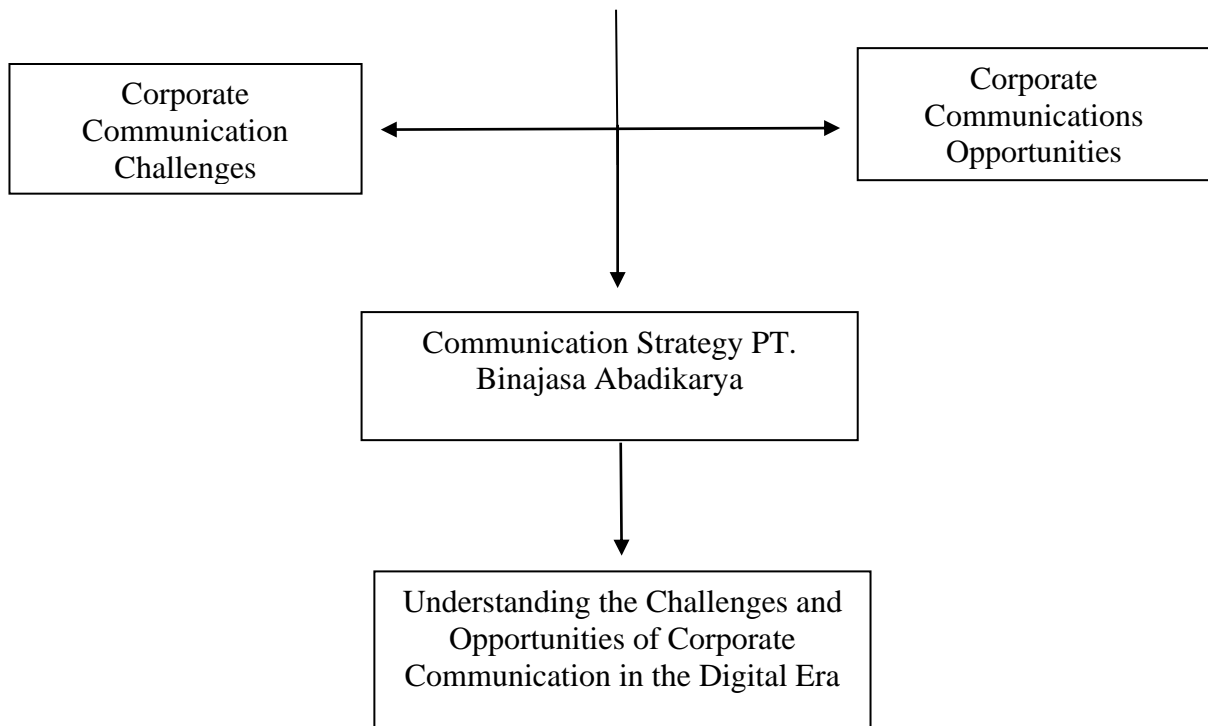 Corporate
Communication
Challenges
Corporate
Communications
Opportunities
Communication Strategy PT.
Binajasa Abadikarya
Understanding the Challenges and
Opportunities of Corporate
Communication in the Digital Era